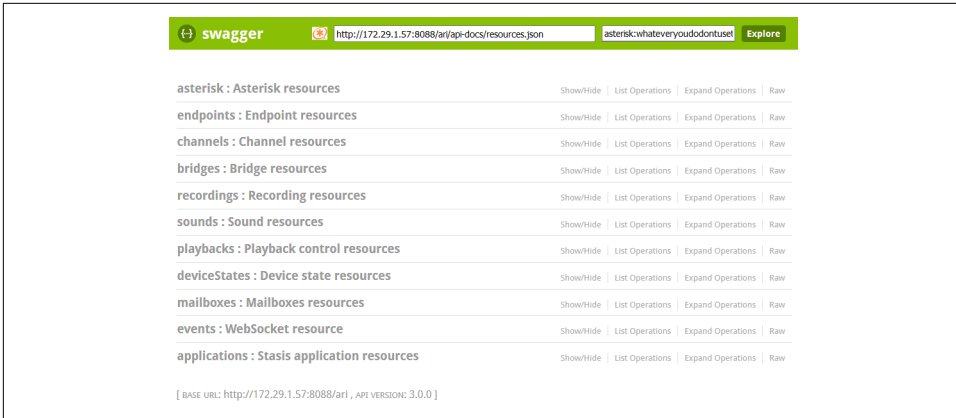 swagger http://172.29.1.57:8088/ari/api-docs/resources.json asterisk:whateveryoudodontuset Explore
asterisk : Asterisk resources Show/Hide List Operations Expand Operations Raw
endpoints : Endpoint resources Show/Hide List Operations Expand Operations Raw
channels : Channel resources Show/Hide List Operations Expand Operations Raw
bridges : Bridge resources Show/Hide List Operations Expand Operations Raw
recordings : Recording resources Show/Hide List Operations Expand Operations Raw
sounds : Sound resources Show/Hide List Operations Expand Operations Raw
playbacks : Playback control resources Show/Hide List Operations Expand Operations Raw
deviceStates : Device state resources Show/Hide List Operations Expand Operations Raw
mailboxes : Mailboxes resources Show/Hide List Operations Expand Operations Raw
events : WebSocket resource Show/Hide List Operations Expand Operations Raw
applications : Stasis application resources Show/Hide List Operations Expand Operations Raw
[ BASE URL: http://172.29.1.57:8088/ari , API VERSION: 3.0.0 ]